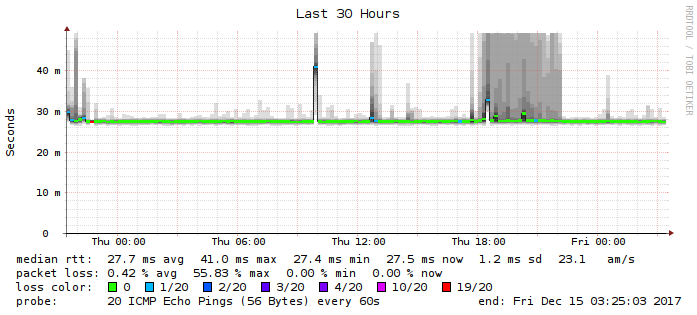 Last 30 Hours
RRDTOOL / TOBI OETIKER
Seconds
40 m
30 m
20 m
10 m
0
Thu 00:00 Thu 06:00 Thu 12:00 Thu 18:00 Fri 00:00
median rtt: 27.7 ms avg 41.0 ms max 27.4 ms min 27.5 ms now 1.2 ms sd 23.1 am/s
packet loss: 0.42 % avg 55.83 % max 0.00 % min 0.00 % now
loss color: 0 1/20 2/20 3/20 4/20 10/20 19/20
probe: 20 ICMP Echo Pings (56 Bytes) every 60s end: Fri Dec 15 03:25:03 2017